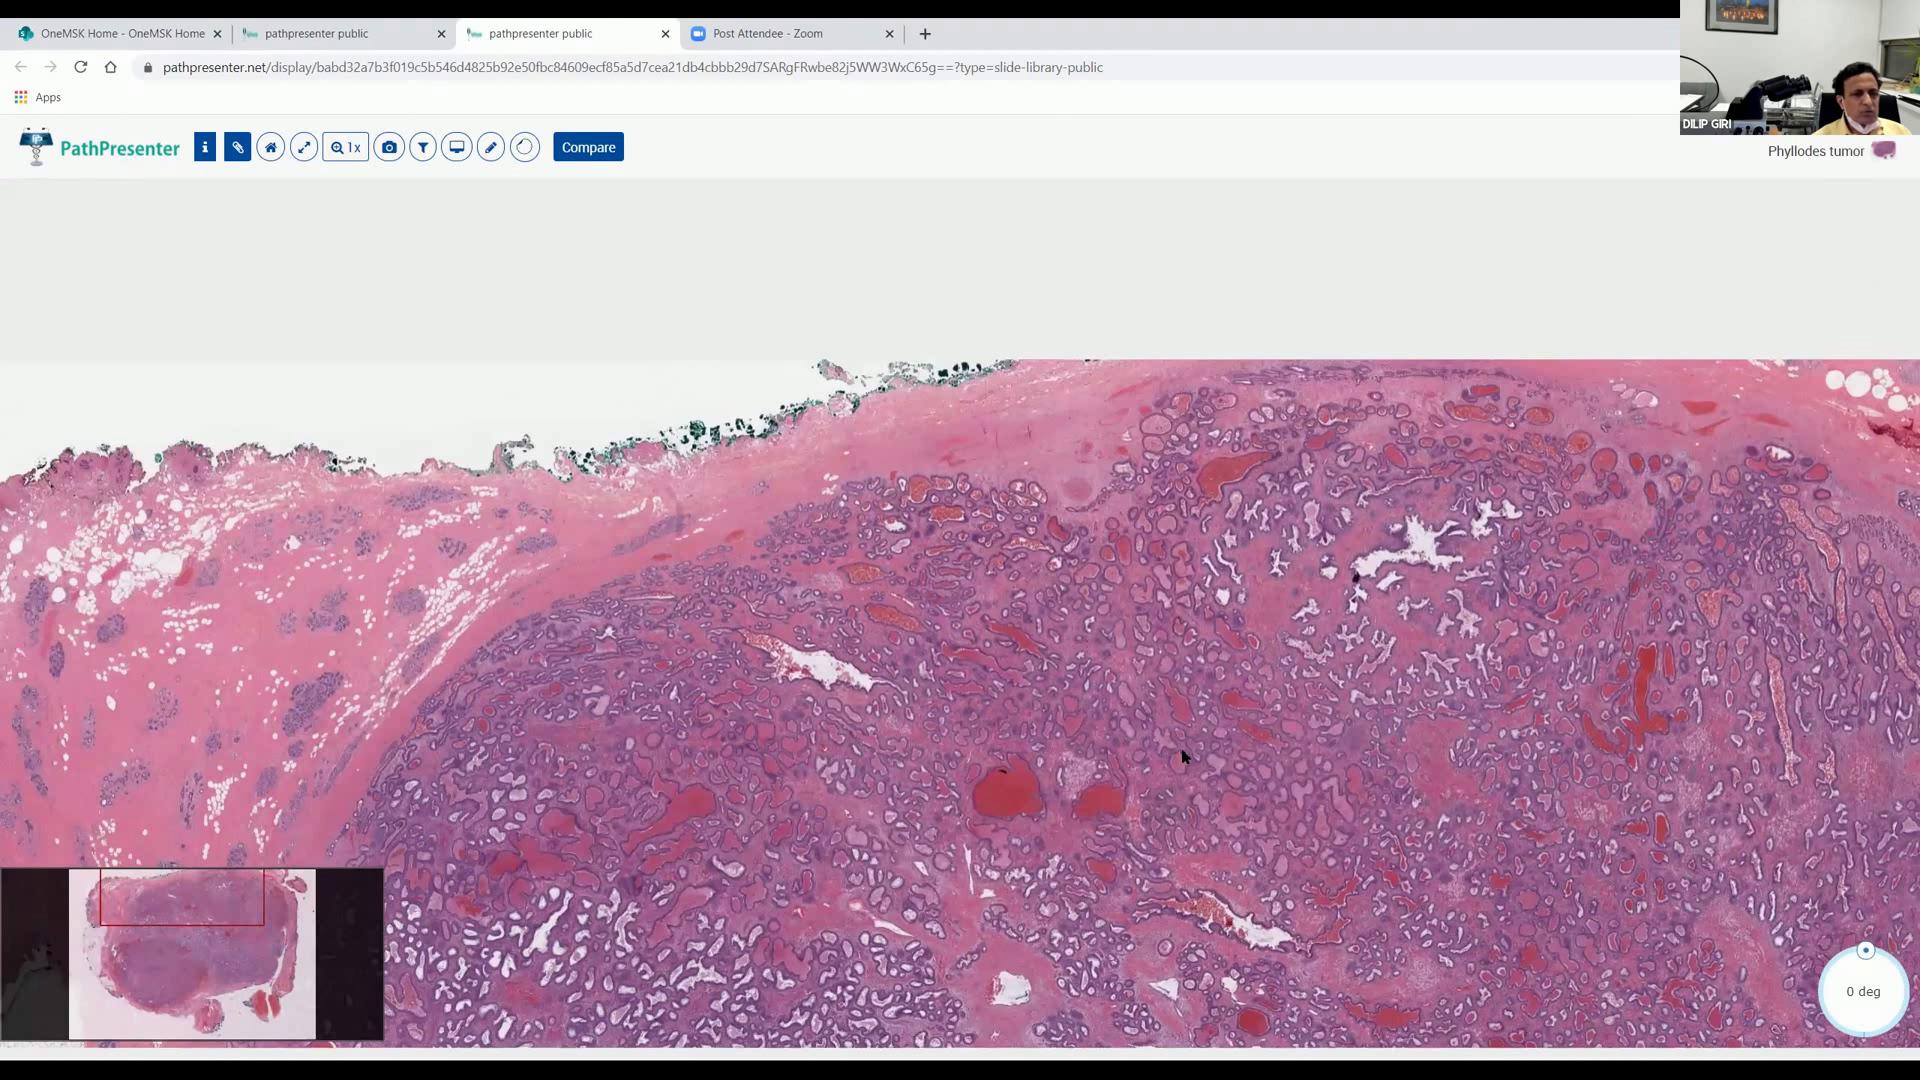 OneMSK Home - OneMSK Home
pathpresenter public
pathpresenter public
Post Attendee - Zoom
pathpresenter.net/display/babd32a7b3f019c5b546d4825b92e50fbc84609ecf85a5d7cea21db4cbbb29d7SARgFRwbe82j5WW3WxC65g==?type=slide-library-public
Apps
DILIP GIRI
PathPresenter
1x
Compare
Phyllodes tumor
0 deg